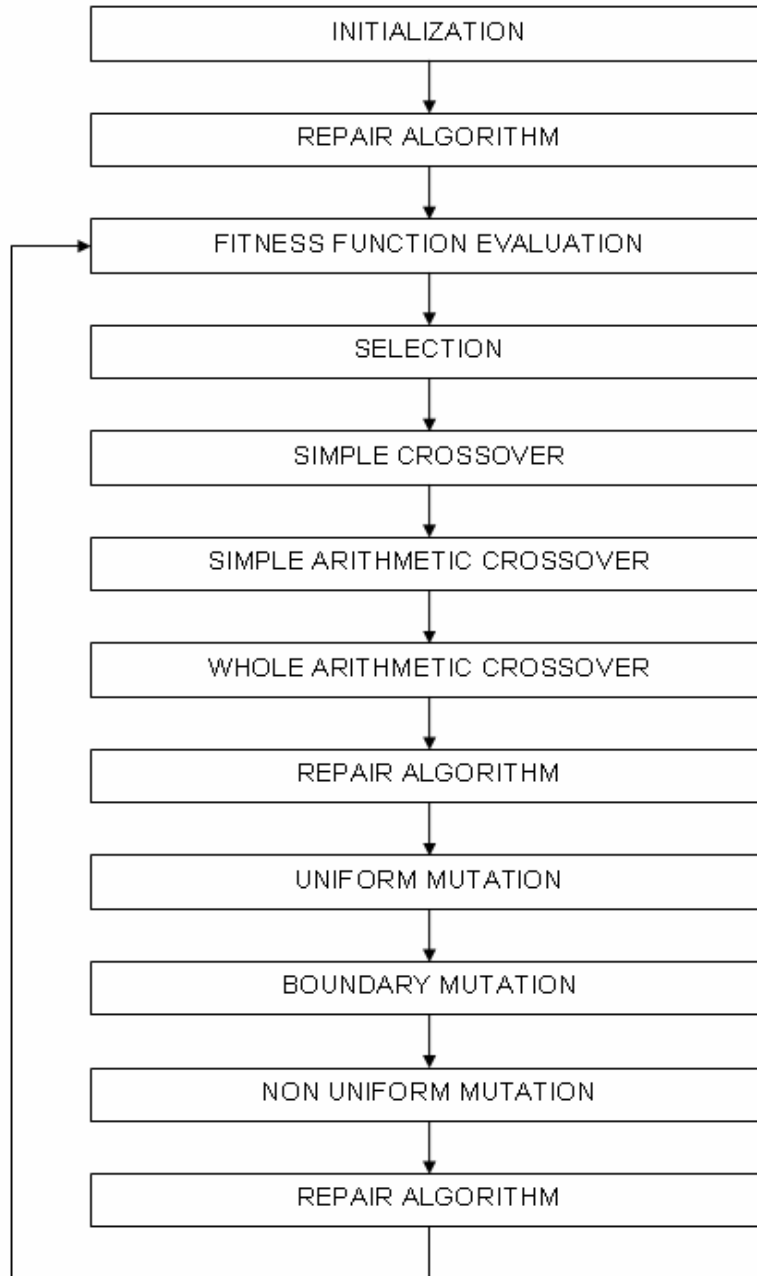 INITIALIZATION
REPAIR ALGORITHM
FITNESS FUNCTION EVALUATION
SELECTION
SIMPLE CROSSOVER
SIMPLE ARITHMETIC CROSSOVER
WHOLE ARITHMETIC CROSSOVER
REPAIR ALGORITHM
UNIFORM MUTATION
BOUNDARY MUTATION
NON UNIFORM MUTATION
REPAIR ALGORITHM